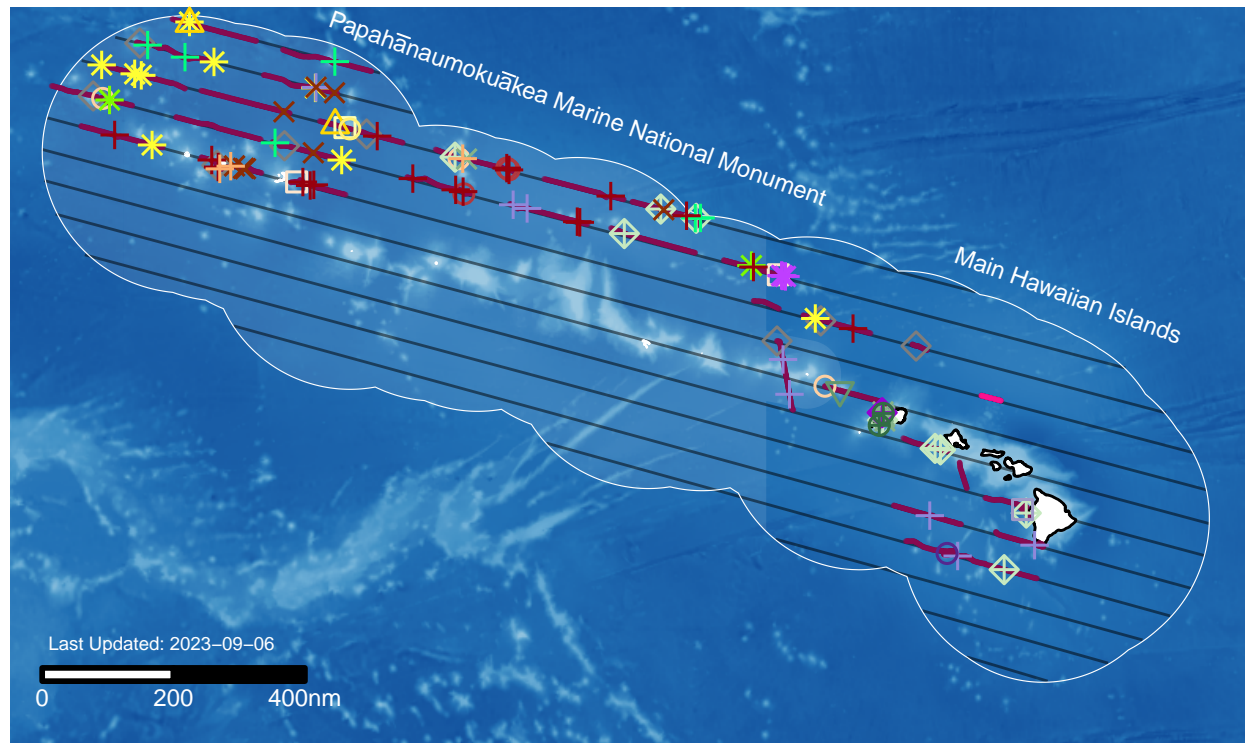 Papahānaumokuākea Marine National Monument
Main Hawaiian Islands
Last Updated: 2023−09−06
0 200 400nm